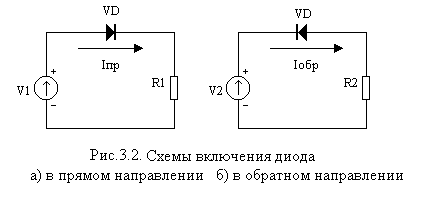 VD VD
+ Iпр + Iобр
V1 R1 V2 R2
− −
Рис.3.2. Схемы включения диода
а) в прямом направлении б) в обратном направлении